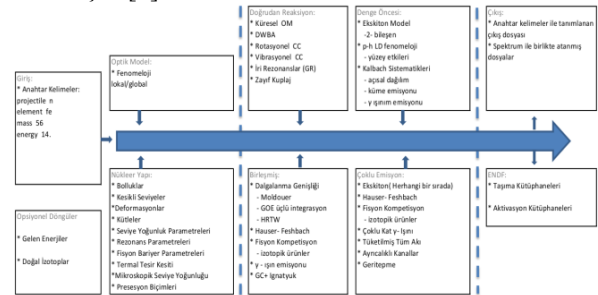 Giriş:
* Anahtar Kelimeler:
projectile n
element fe
mass 56
energy 14.
Opsiyonel Döngüler
* Gelen Enerjiler
* Doğal İzotoplar
Optik Model:
* Fenomeloji
lokal/global
Nükleer Yapı:
* Bolluklar
* Kesikli Seviyeler
*Deformasyonlar
* Kütleler
* Seviye Yoğunluk Parametreleri
* Rezonans Parametreleri
* Fisyon Bariyer Parametreleri
* Termal Tesir Kesiti
*Mikroskopik Seviye Yoğunluğu
* Presesyon Biçimleri
Doğrudan Reaksiyon:
* Küresel OM
* DWBA
* Rotasyonel CC
* Vibrasyonel CC
* İri Rezonanslar (GR)
* Zayıf Kuplaj
Birleşmiş:
* Dalgalanma Genişliği
- Moldouer
- GOE üçlü integrasyon
- HRTW
* Hauser- Feshbach
* Fisyon Kompetisyon
- izotopik ürünler
* γ - ışın emisyonu
* GC+ Ignatyuk
Denge Öncesi:
* Ekskiton Model
-2- bileşen
* p-h LD fenomeloji
- yüzey etkileri
* Kalbach Sistematikleri
- açısal dağılım
- küme emisyonu
- γ ışınım emisyonu
Çoklu Emisyon:
* Eksikiton( Herhangi bir sırada)
* Hauser- Feshbach
* Fisyon Kompetisyon
- izotopik ürünler
* Çoklu Kat γ- Işını
* Tüketilmiş Tüm Akı
* Ayrıcalıklı Kanallar
* Geritepme
Çıkış:
* Anahtar kelimeler ile tanımlanan
çıkış dosyası
* Spektrum ile birlikte atanmış
dosyalar
ENDF:
* Taşıma Kütüphaneleri
* Aktivasyon Kütüphaneleri